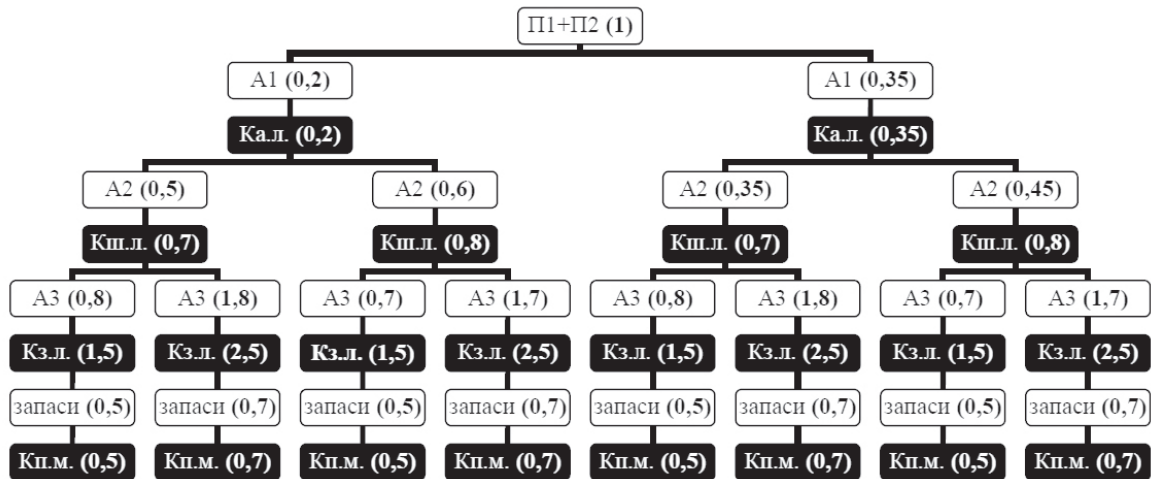 П1+П2 (1)
А1 (0,2) А1 (0,35)
Ка.л. (0,2) Ка.л. (0,35)
А2 (0,5) А2 (0,6) А2 (0,35) А2 (0,45)
Кш.л. (0,7) Кш.л. (0,8) Кш.л. (0,7) Кш.л. (0,8)
А3 (0,8) А3 (1,8) А3 (0,7) А3 (1,7) А3 (0,8) А3 (1,8) А3 (0,7) А3 (1,7)
Кз.л. (1,5) Кз.л. (2,5) Кз.л. (1,5) Кз.л. (2,5) Кз.л. (1,5) Кз.л. (2,5) Кз.л. (1,5) Кз.л. (2,5)
запаси (0,5) запаси (0,7) запаси (0,5) запаси (0,7) запаси (0,5) запаси (0,7) запаси (0,5) запаси (0,7)
Кп.м. (0,5) Кп.м. (0,7) Кп.м. (0,5) Кп.м. (0,7) Кп.м. (0,5) Кп.м. (0,7) Кп.м. (0,5) Кп.м. (0,7)